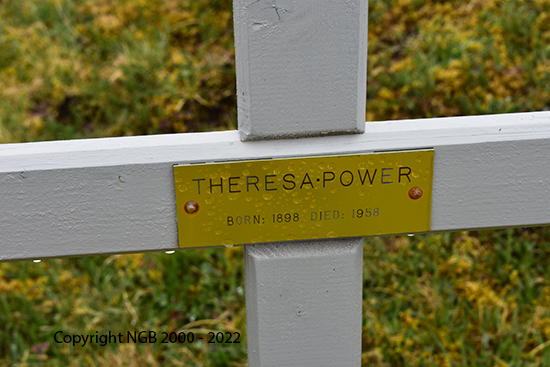 THERESA·POWER
BORN: 1898 DIED: 1958
Copyright NGB 2000 - 2022